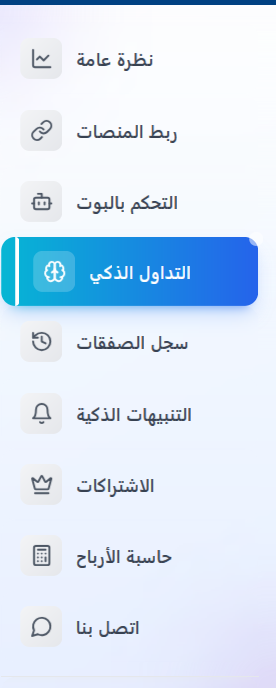 نظرة عامة
ربط المنصات
التحكم بالبوت
التداول الذكي
سجل الصفقات
التنبيهات الذكية
الاشتراكات
حاسبة الأرباح
اتصل بنا